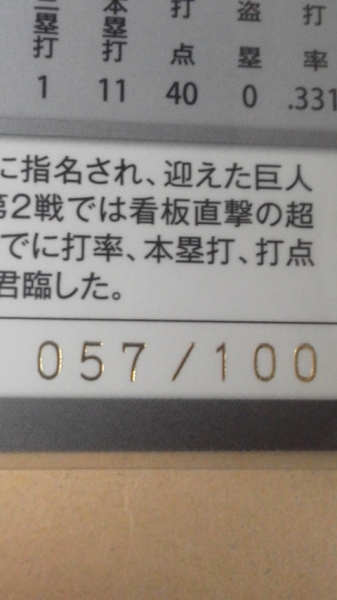 三塁打 本塁打 打点 盗塁 打率
1 11 40 0 .331
に指名され、迎えた巨人
第2戦では看板直撃の超
でに打率、本塁打、打点
君臨した。
057/100